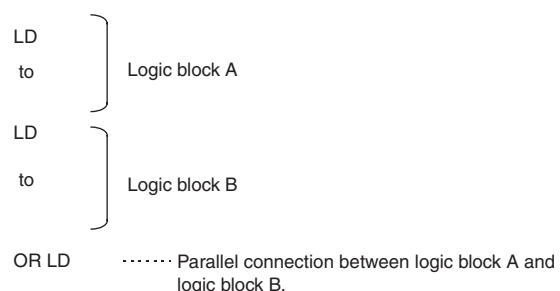 LD
to Logic block A
LD
to Logic block B
OR LD Parallel connection between logic block A and
logic block B.